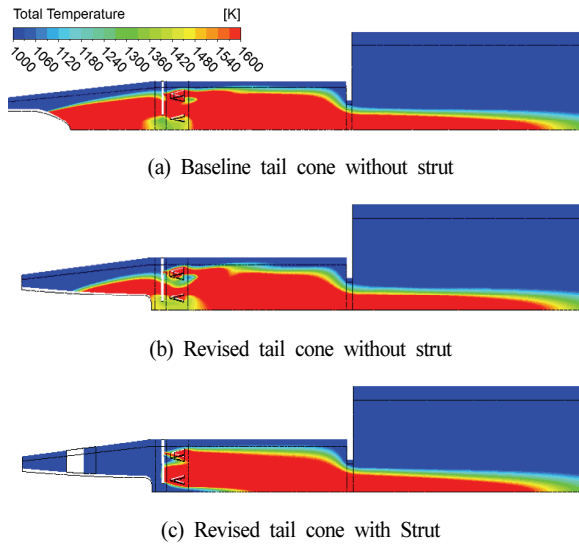 Total Temperature [K]
1000 1060 1120 1180 1240 1300 1360 1420 1480 1540 1600
(a) Baseline tail cone without strut
(b) Revised tail cone without strut
(c) Revised tail cone with Strut